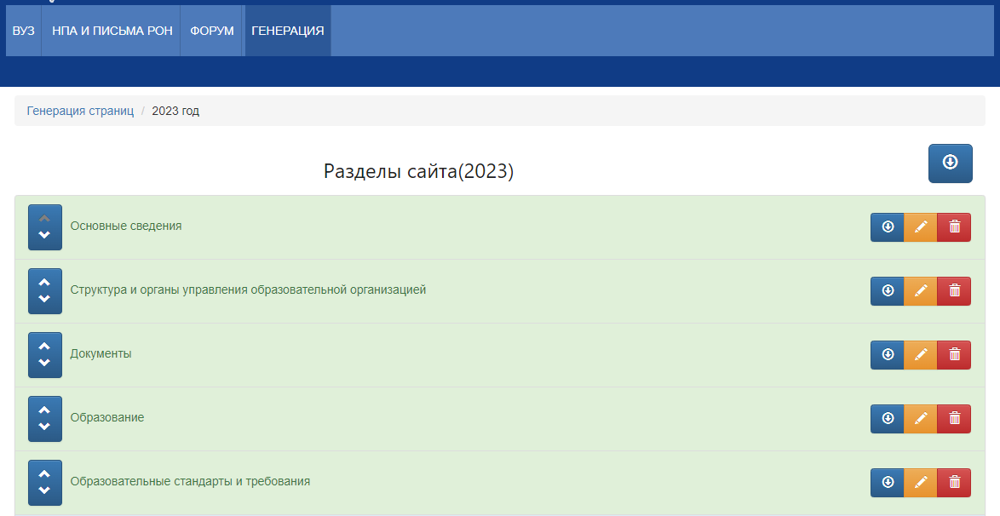 ВУЗ НПА И ПИСЬМА РОН ФОРУМ ГЕНЕРАЦИЯ
Генерация страниц / 2023 год
Разделы сайта(2023)
Основные сведения
Структура и органы управления образовательной организацией
Документы
Образование
Образовательные стандарты и требования